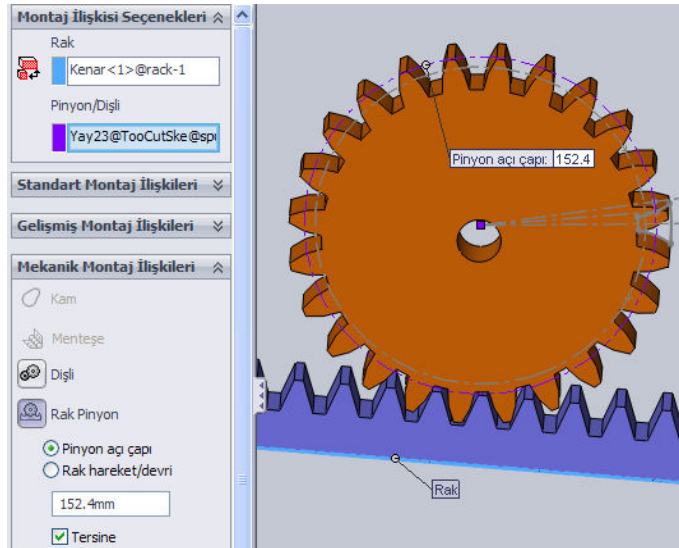 Montaj İlişkisi Seçenekleri
Rak
Kenar<1>@rack-1
Pinyon/Dişli
Yay23@TooCutSke@spu
Standart Montaj İlişkileri
Gelişmiş Montaj İlişkileri
Mekanik Montaj İlişkileri
Kam
Menteşe
Dişli
Rak Pinyon
Pinyon açı çapı
Rak hareket/devri
152.4mm
Tersine
Pinyon açı çapı: 152.4
Rak